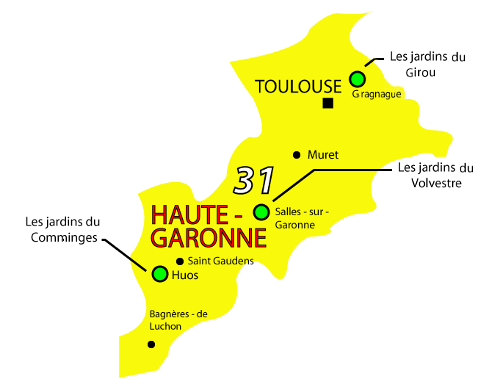 Les jardins du
Girou
TOULOUSE
Gragnague
Muret
Les jardins du
Volvestre
31
HAUTE -
GARONNE
Salles - sur -
Garonne
Les jardins du
Comminges
Saint Gaudens
Huos
Bagnères - de
Luchon